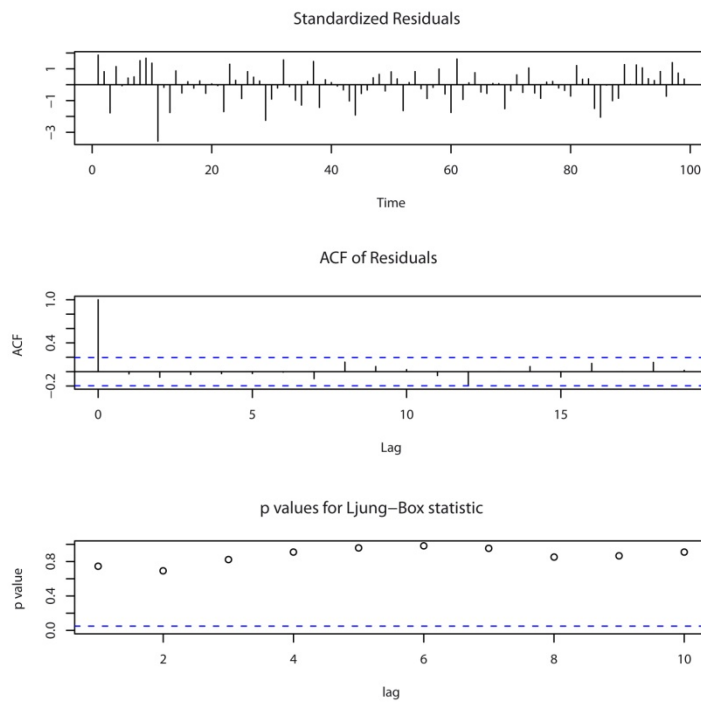 Standardized Residuals
1
−1
−3
0 20 40 60 80 100
Time
ACF of Residuals
ACF
1.0
0.4
−0.2
0 5 10 15
Lag
p values for Ljung−Box statistic
p value
0.8
0.4
0.0
2 4 6 8 10
lag